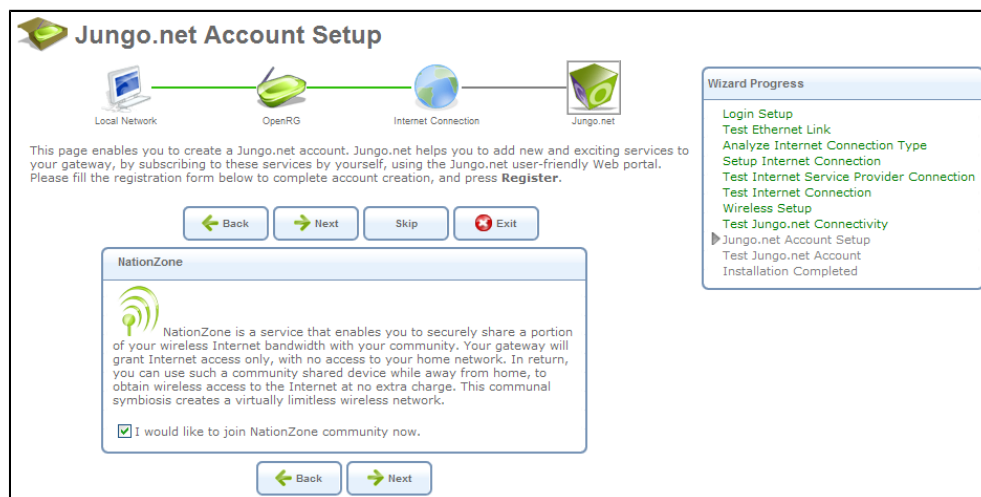 Jungo.net Account Setup
Local Network
OpenRG
Internet Connection
Jungo.net
This page enables you to create a Jungo.net account. Jungo.net helps you to add new and exciting services to
your gateway, by subscribing to these services by yourself, using the Jungo.net user-friendly Web portal.
Please fill the registration form below to complete account creation, and press Register.
Back
Next
Skip
Exit
NationZone
NationZone is a service that enables you to securely share a portion
of your wireless Internet bandwidth with your community. Your gateway will
grant Internet access only, with no access to your home network. In return,
you can use such a community shared device while away from home, to
obtain wireless access to the Internet at no extra charge. This communal
symbiosis creates a virtually limitless wireless network.
I would like to join NationZone community now.
Back
Next
Wizard Progress
Login Setup
Test Ethernet Link
Analyze Internet Connection Type
Setup Internet Connection
Test Internet Service Provider Connection
Test Internet Connection
Wireless Setup
Test Jungo.net Connectivity
Jungo.net Account Setup
Test Jungo.net Account
Installation Completed